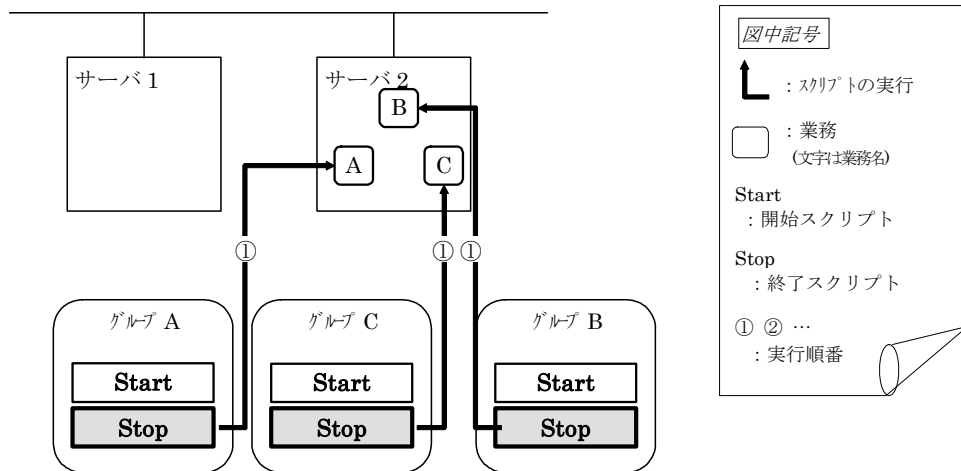 サーバ 1
サーバ 2
B
A
C
①
①
①
グループ A
Start
Stop
グループ C
Start
Stop
グループ B
Start
Stop
図中記号
：スクリプトの実行
：業務
(文字は業務名)
Start
：開始スクリプト
Stop
：終了スクリプト
① ② …
：実行順番